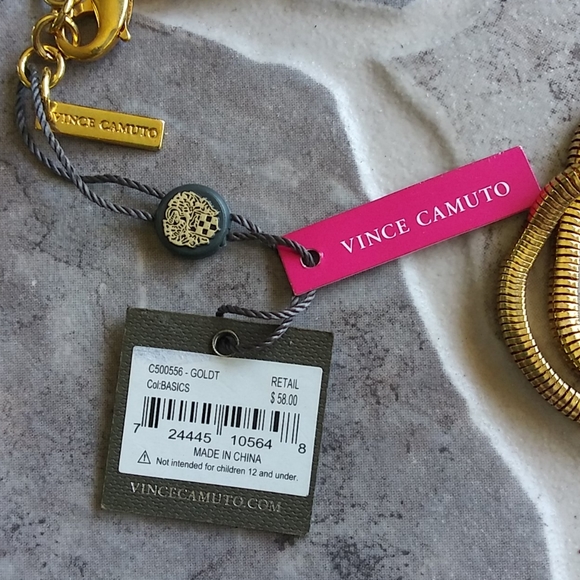 VINCE CAMUTO
VINCE CAMUTO
C500556 - GOLDT
Col:BASICS
RETAIL
$ 58.00
7 24445 10564 8
MADE IN CHINA
Not intended for children 12 and under.
VINCECAMUTO.COM